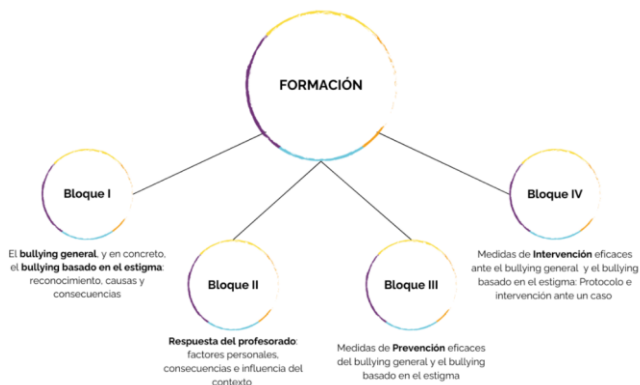 FORMACIÓN
Bloque I
El bullying general, y en concreto,
el bullying basado en el estigma:
reconocimiento, causas y
consecuencias
Bloque II
Respuesta del profesorado:
factores personales,
consecuencias e influencia del
contexto
Bloque III
Medidas de Prevención eficaces
del bullying general y el bullying
basado en el estigma
Bloque IV
Medidas de Intervención eficaces
ante el bullying general y el bullying
basado en el estigma: Protocolo e
intervención ante un caso